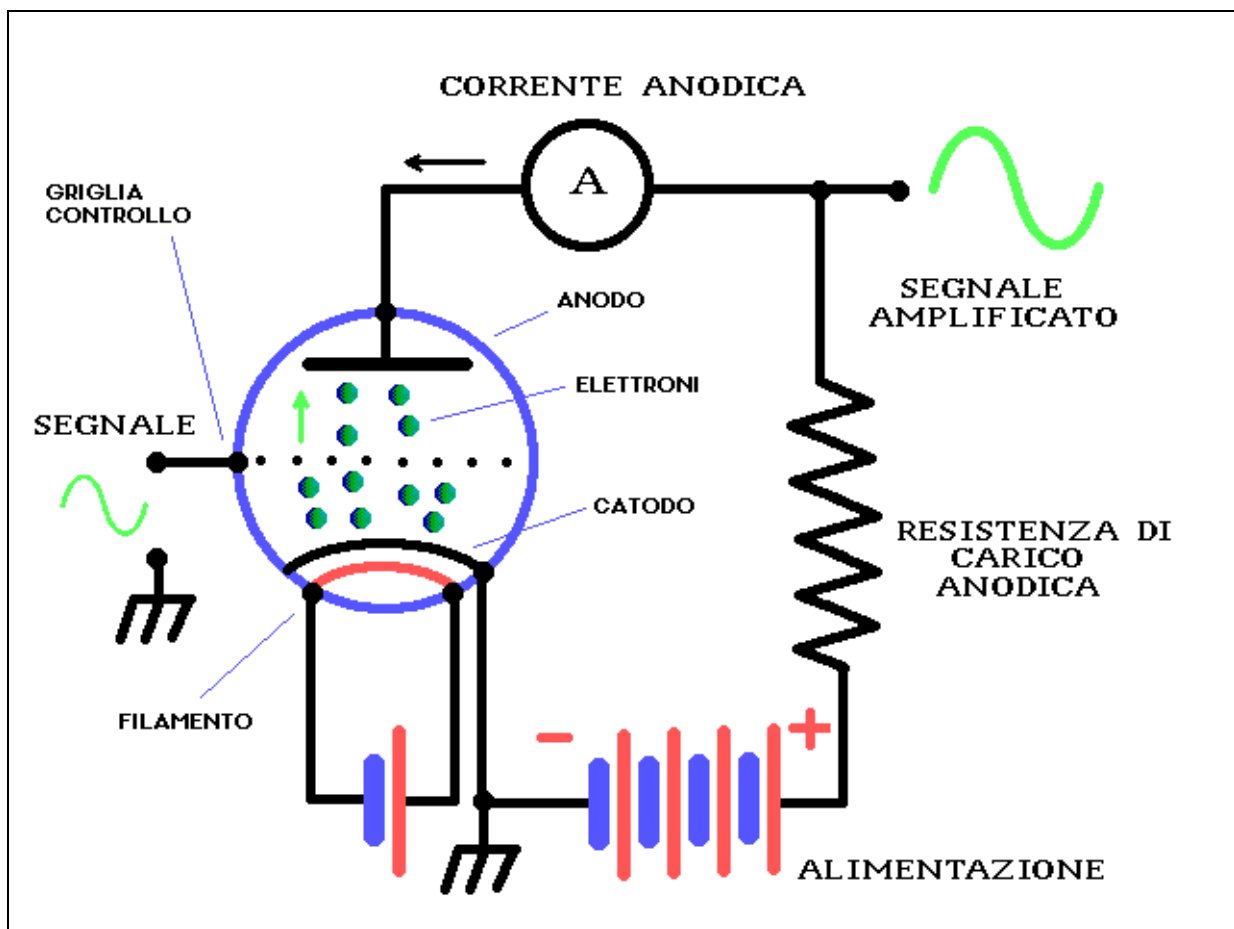 CORRENTE ANODICA
A
GRIGLIA
CONTROLLO
ANODO
SEGNALE
AMPLIFICATO
ELETTRONI
SEGNALE
CATODO
RESISTENZA DI
CARICO
ANODICA
FILAMENTO
- +
ALIMENTAZIONE